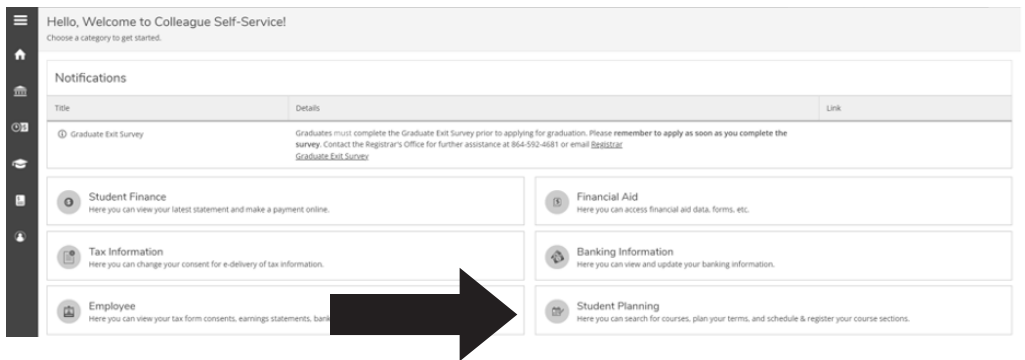 Hello, Welcome to Colleague Self-Service!
Choose a category to get started.
Notifications
Title Details Link
Graduate Exit Survey
Graduates must complete the Graduate Exit Survey prior to applying for graduation. Please remember to apply as soon as you complete the
survey. Contact the Registrar's Office for further assistance at 864-592-4681 or email Registrar
Graduate Exit Survey
Student Finance
Here you can view your latest statement and make a payment online.
Financial Aid
Here you can access financial aid data, forms, etc.
Tax Information
Here you can change your consent for e-delivery of tax information.
Banking Information
Here you can view and update your banking information.
Employee
Here you can view your tax form consents, earnings statements,
Student Planning
Here you can search for courses, plan your terms, and schedule & register your course sections.